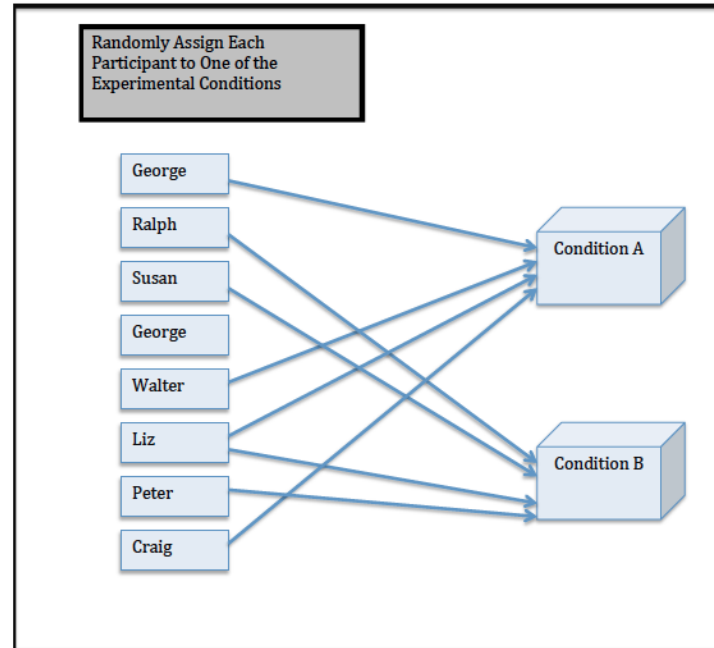 Randomly Assign Each
Participant to One of the
Experimental Conditions
George
Ralph
Susan
George
Walter
Liz
Peter
Craig
Condition A
Condition B